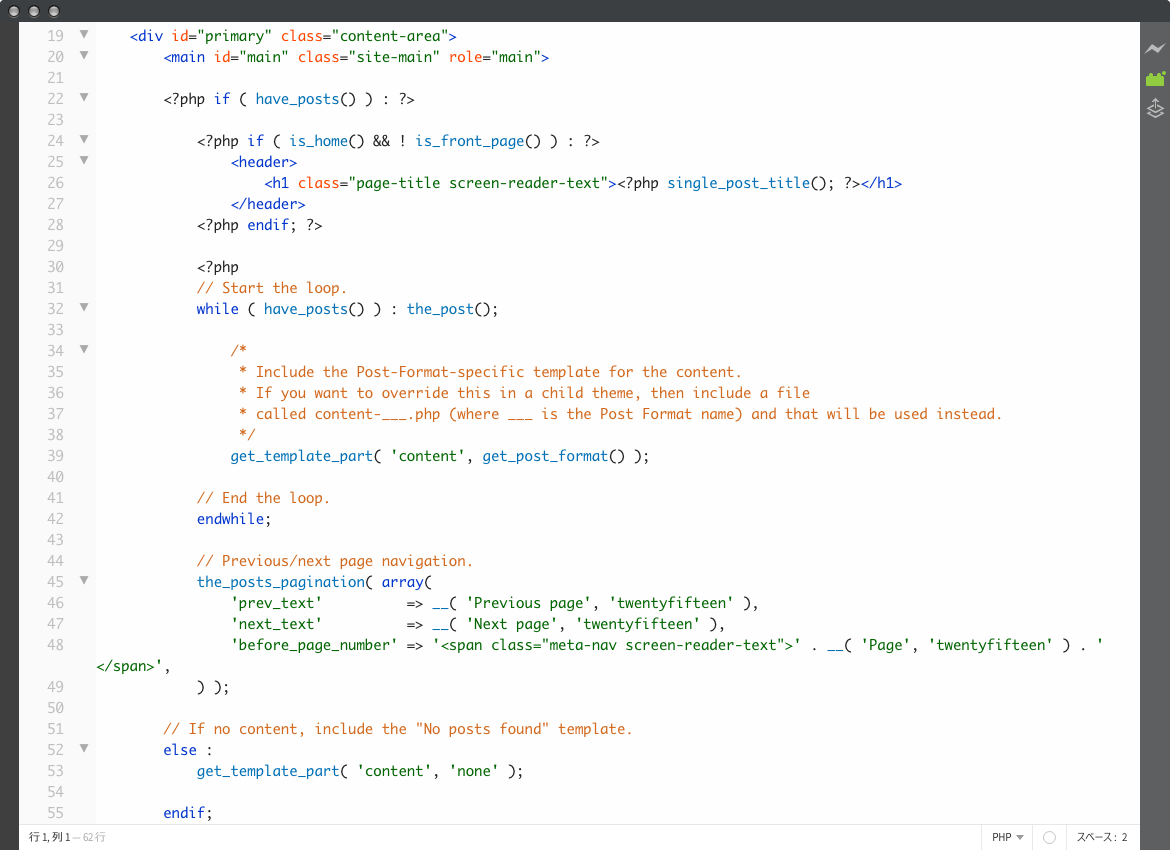 19 <div id="primary" class="content-area">
20 <main id="main" class="site-main" role="main">
21
22 <?php if ( have_posts() ) : ?>
23
24 <?php if ( is_home() && ! is_front_page() ) : ?>
25 <header>
26 <h1 class="page-title screen-reader-text"><?php single_post_title(); ?></h1>
27 </header>
28 <?php endif; ?>
29
30 <?php
31 // Start the loop.
32 while ( have_posts() ) : the_post();
33
34 /*
35 * Include the Post-Format-specific template for the content.
36 * If you want to override this in a child theme, then include a file
37 * called content-___.php (where ___ is the Post Format name) and that will be used instead.
38 */
39 get_template_part( 'content', get_post_format() );
40
41 // End the loop.
42 endwhile;
43
44 // Previous/next page navigation.
45 the_posts_pagination( array(
46 'prev_text'          => __( 'Previous page', 'twentyfifteen' ),
47 'next_text'          => __( 'Next page', 'twentyfifteen' ),
48 'before_page_number' => '<span class="meta-nav screen-reader-text">' . __( 'Page', 'twentyfifteen' ) . '
</span>',
49 ) );
50
51 // If no content, include the "No posts found" template.
52 else :
53 get_template_part( 'content', 'none' );
54
55 endif;
行 1, 列 1 — 62 行 PHP スペース: 2